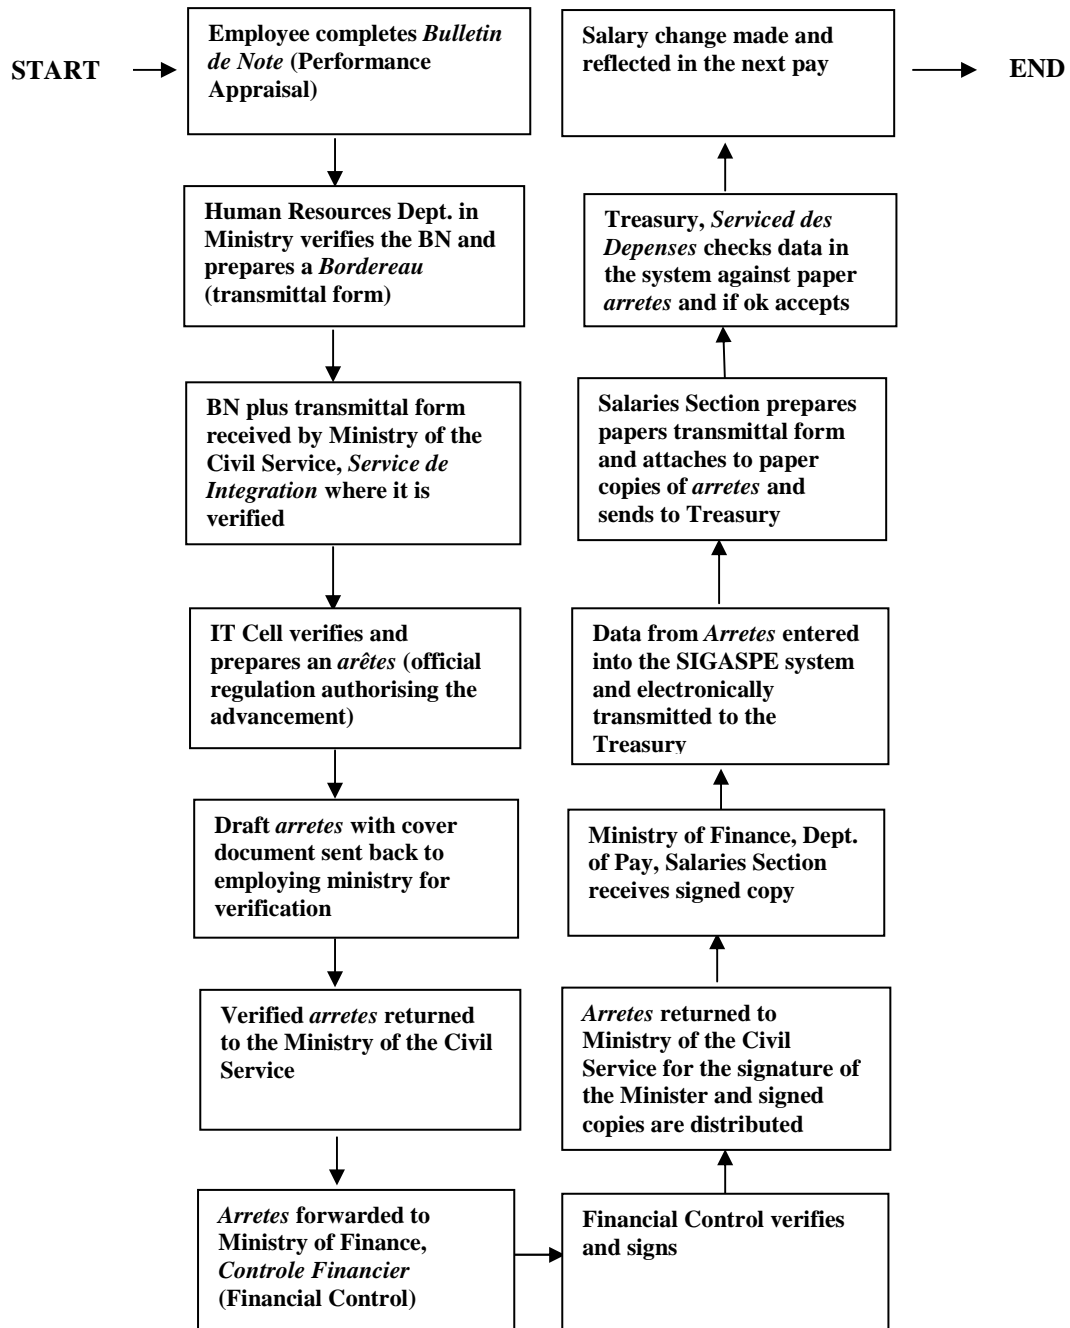 START
Employee completes Bulletin
de Note (Performance
Appraisal)
Human Resources Dept. in
Ministry verifies the BN and
prepares a Bordereau
(transmittal form)
BN plus transmittal form
received by Ministry of the
Civil Service, Service de
Integration where it is
verified
IT Cell verifies and
prepares an arêtes (official
regulation authorising the
advancement)
Draft arretes with cover
document sent back to
employing ministry for
verification
Verified arretes returned
to the Ministry of the Civil
Service
Arretes forwarded to
Ministry of Finance,
Controle Financier
(Financial Control)
Financial Control verifies
and signs
Arretes returned to
Ministry of the Civil
Service for the signature of
the Minister and signed
copies are distributed
Ministry of Finance, Dept.
of Pay, Salaries Section
receives signed copy
Data from Arretes entered
into the SIGASPE system
and electronically
transmitted to the
Treasury
Salaries Section prepares
papers transmittal form
and attaches to paper
copies of arretes and
sends to Treasury
Treasury, Serviced des
Depenses checks data in
the system against paper
arretes and if ok accepts
Salary change made and
reflected in the next pay
END